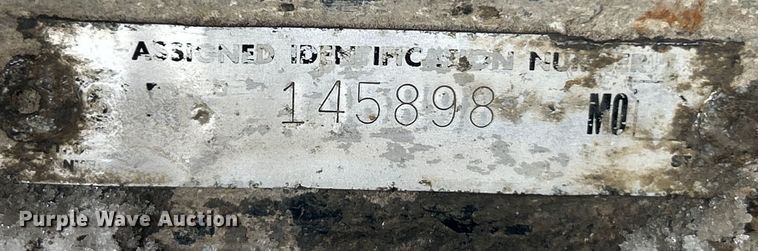 ASSIGNED IDENTIFICATION NUMBER
145898 MO
Purple Wave Auction